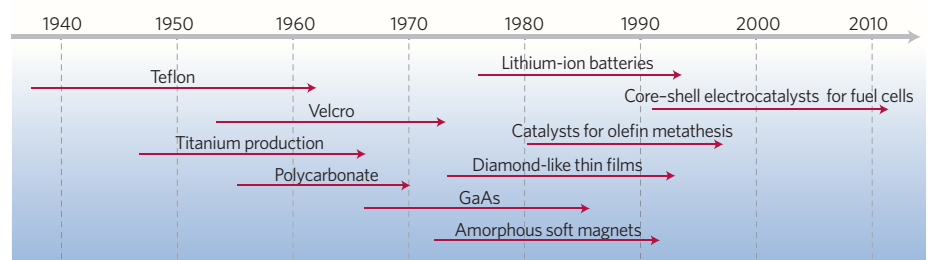 1940 1950 1960 1970 1980 1990 2000 2010
Lithium-ion batteries
Teflon
Core–shell electrocatalysts for fuel cells
Velcro
Catalysts for olefin metathesis
Titanium production
Diamond-like thin films
Polycarbonate
GaAs
Amorphous soft magnets